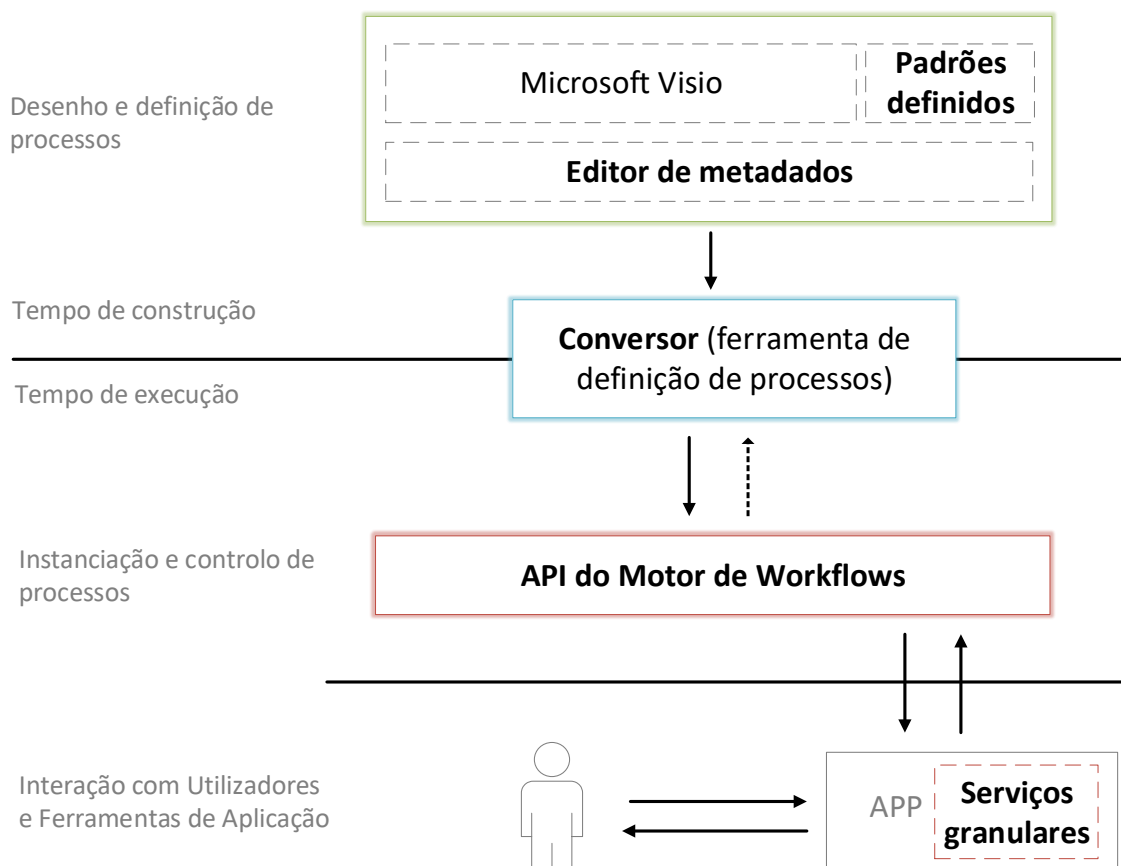 Microsoft Visio
Padrões
definidos
Desenho e definição de
processos
Editor de metadados
Tempo de construção
Conversor (ferramenta de
definição de processos)
Tempo de execução
Instanciação e controlo de
processos
API do Motor de Workflows
Interação com Utilizadores
e Ferramentas de Aplicação
APP
Serviços
granulares